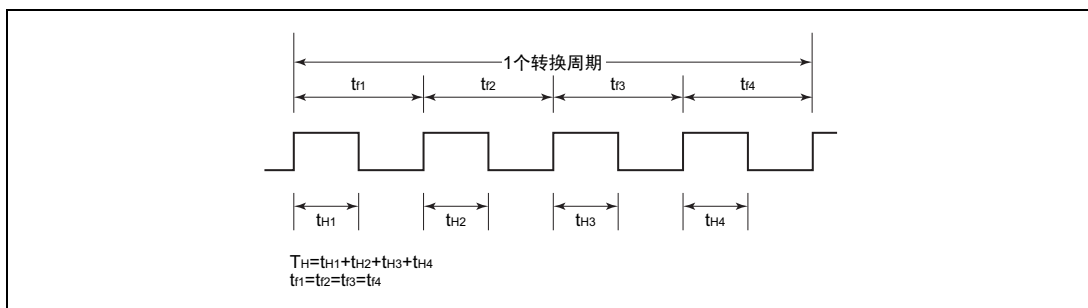 1个转换周期
tf1 tf2 tf3 tf4
tH1 tH2 tH3 tH4
TH=tH1+tH2+tH3+tH4
tf1=tf2=tf3=tf4